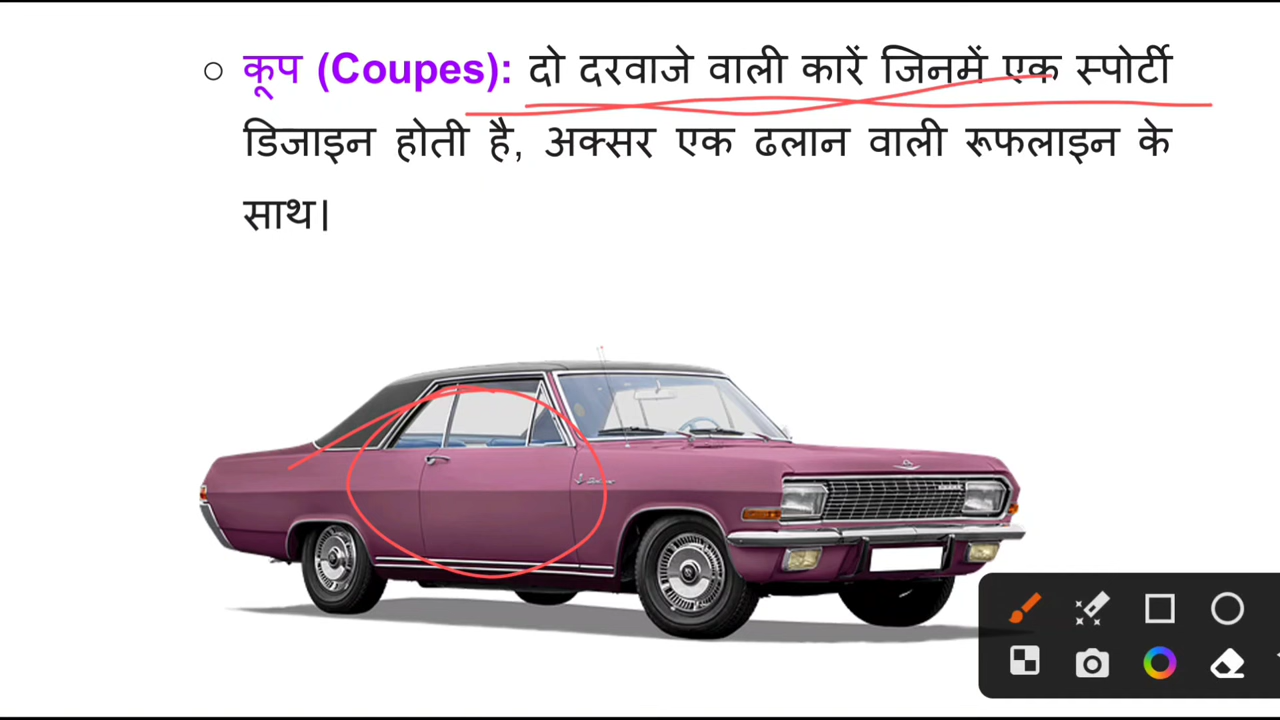 कूप (Coupes): दो दरवाजे वाली कारें जिनमें एक स्पोर्टी
डिजाइन होती है, अक्सर एक ढलान वाली रूफलाइन के
साथ।